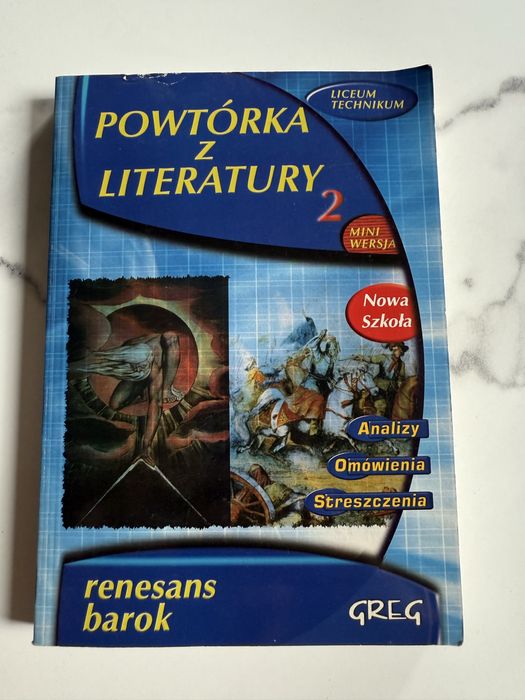 LICEUM
TECHNIKUM
POWTÓRKA
z
LITERATURY
2
MINI
WERSJA
Nowa
Szkoła
Analizy
Omówienia
Streszczenia
renesans
barok
GREG